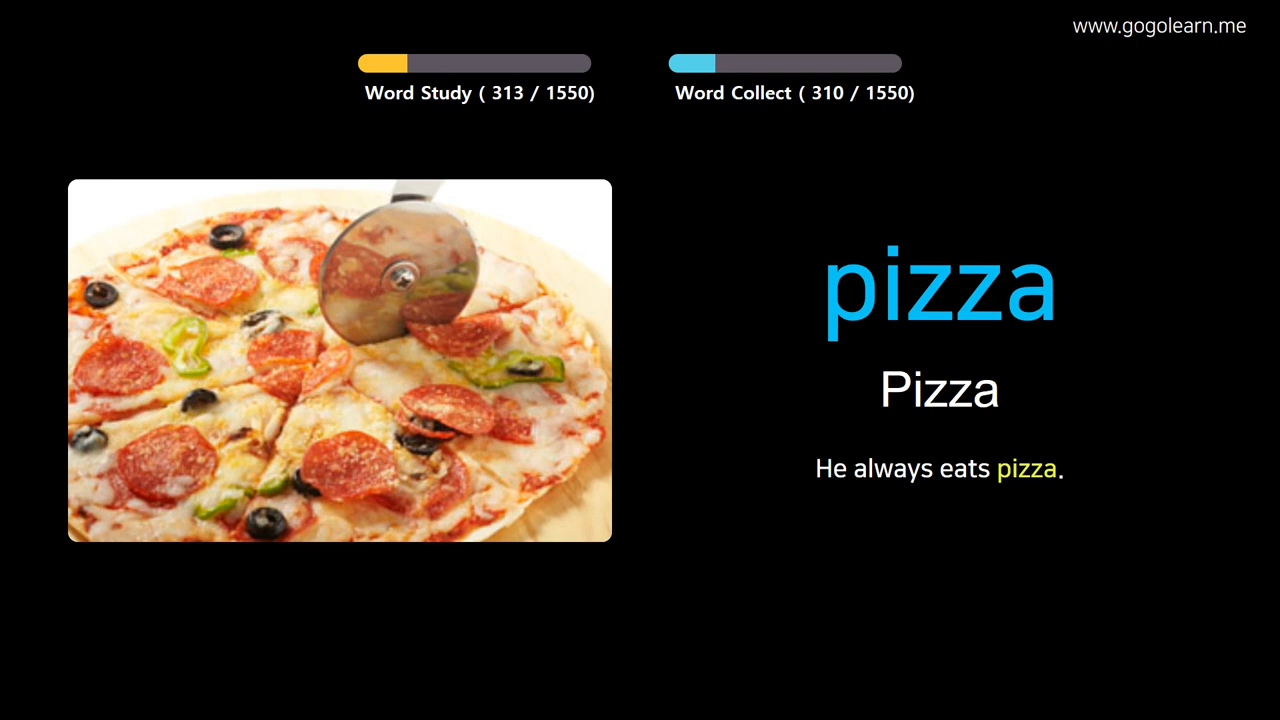 www.gogolearn.me
Word Study ( 313 / 1550)
Word Collect ( 310 / 1550)
pizza
Pizza
He always eats pizza.